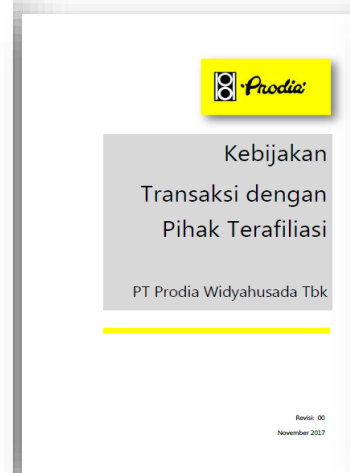 Prodia
Kebijakan
Transaksi dengan
Pihak Terafiliasi
PT Prodia Widyahusada Tbk
Revisi: 00
November 2017